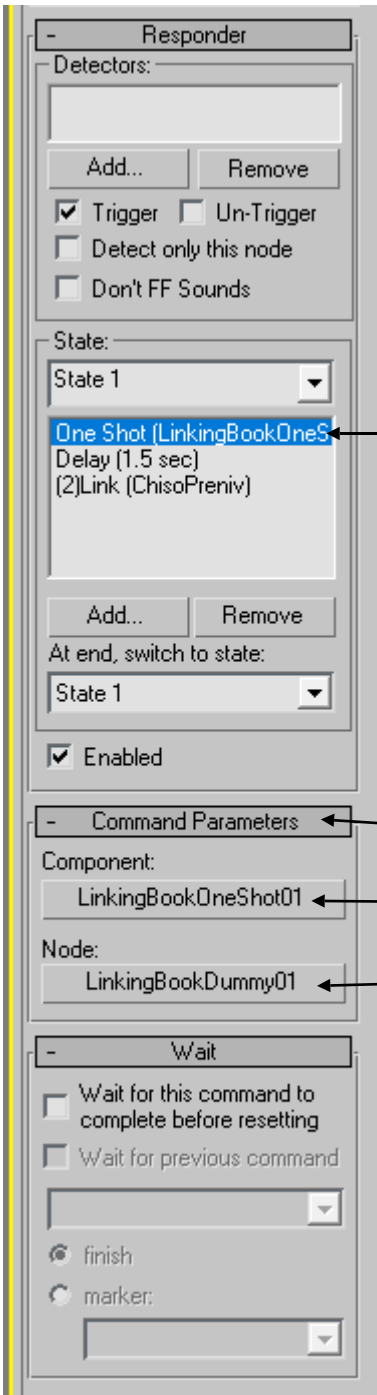 - Responder
Detectors:
Add... Remove
Trigger Un-Trigger
Detect only this node
Don't FF Sounds
State:
State 1
One Shot (LinkingBookOneS
Delay (1.5 sec)
(2)Link (ChisoPreniv)
Add... Remove
At end, switch to state:
State 1
Enabled
- Command Parameters
Component:
LinkingBookOneShot01
Node:
LinkingBookDummy01
- Wait
Wait for this command to
complete before resetting
Wait for previous command
finish
marker: